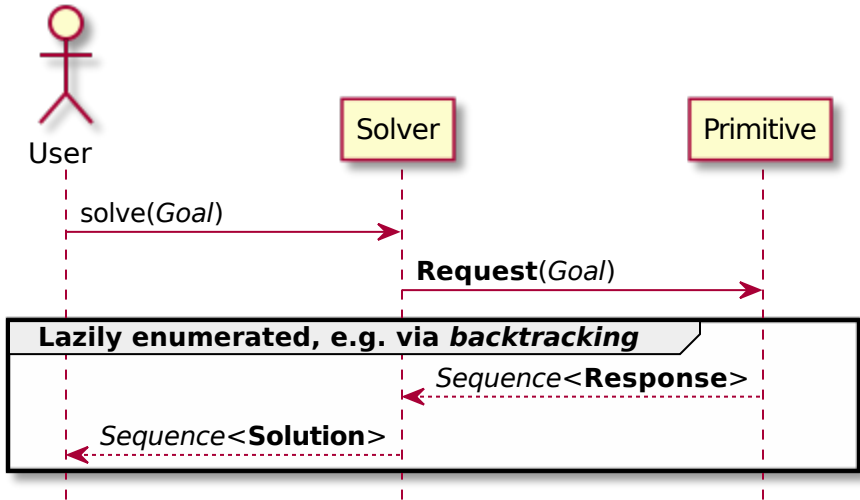 User
Solver
Primitive
solve(Goal)
Request(Goal)
Lazily enumerated, e.g. via backtracking
Sequence<Response>
Sequence<Solution>